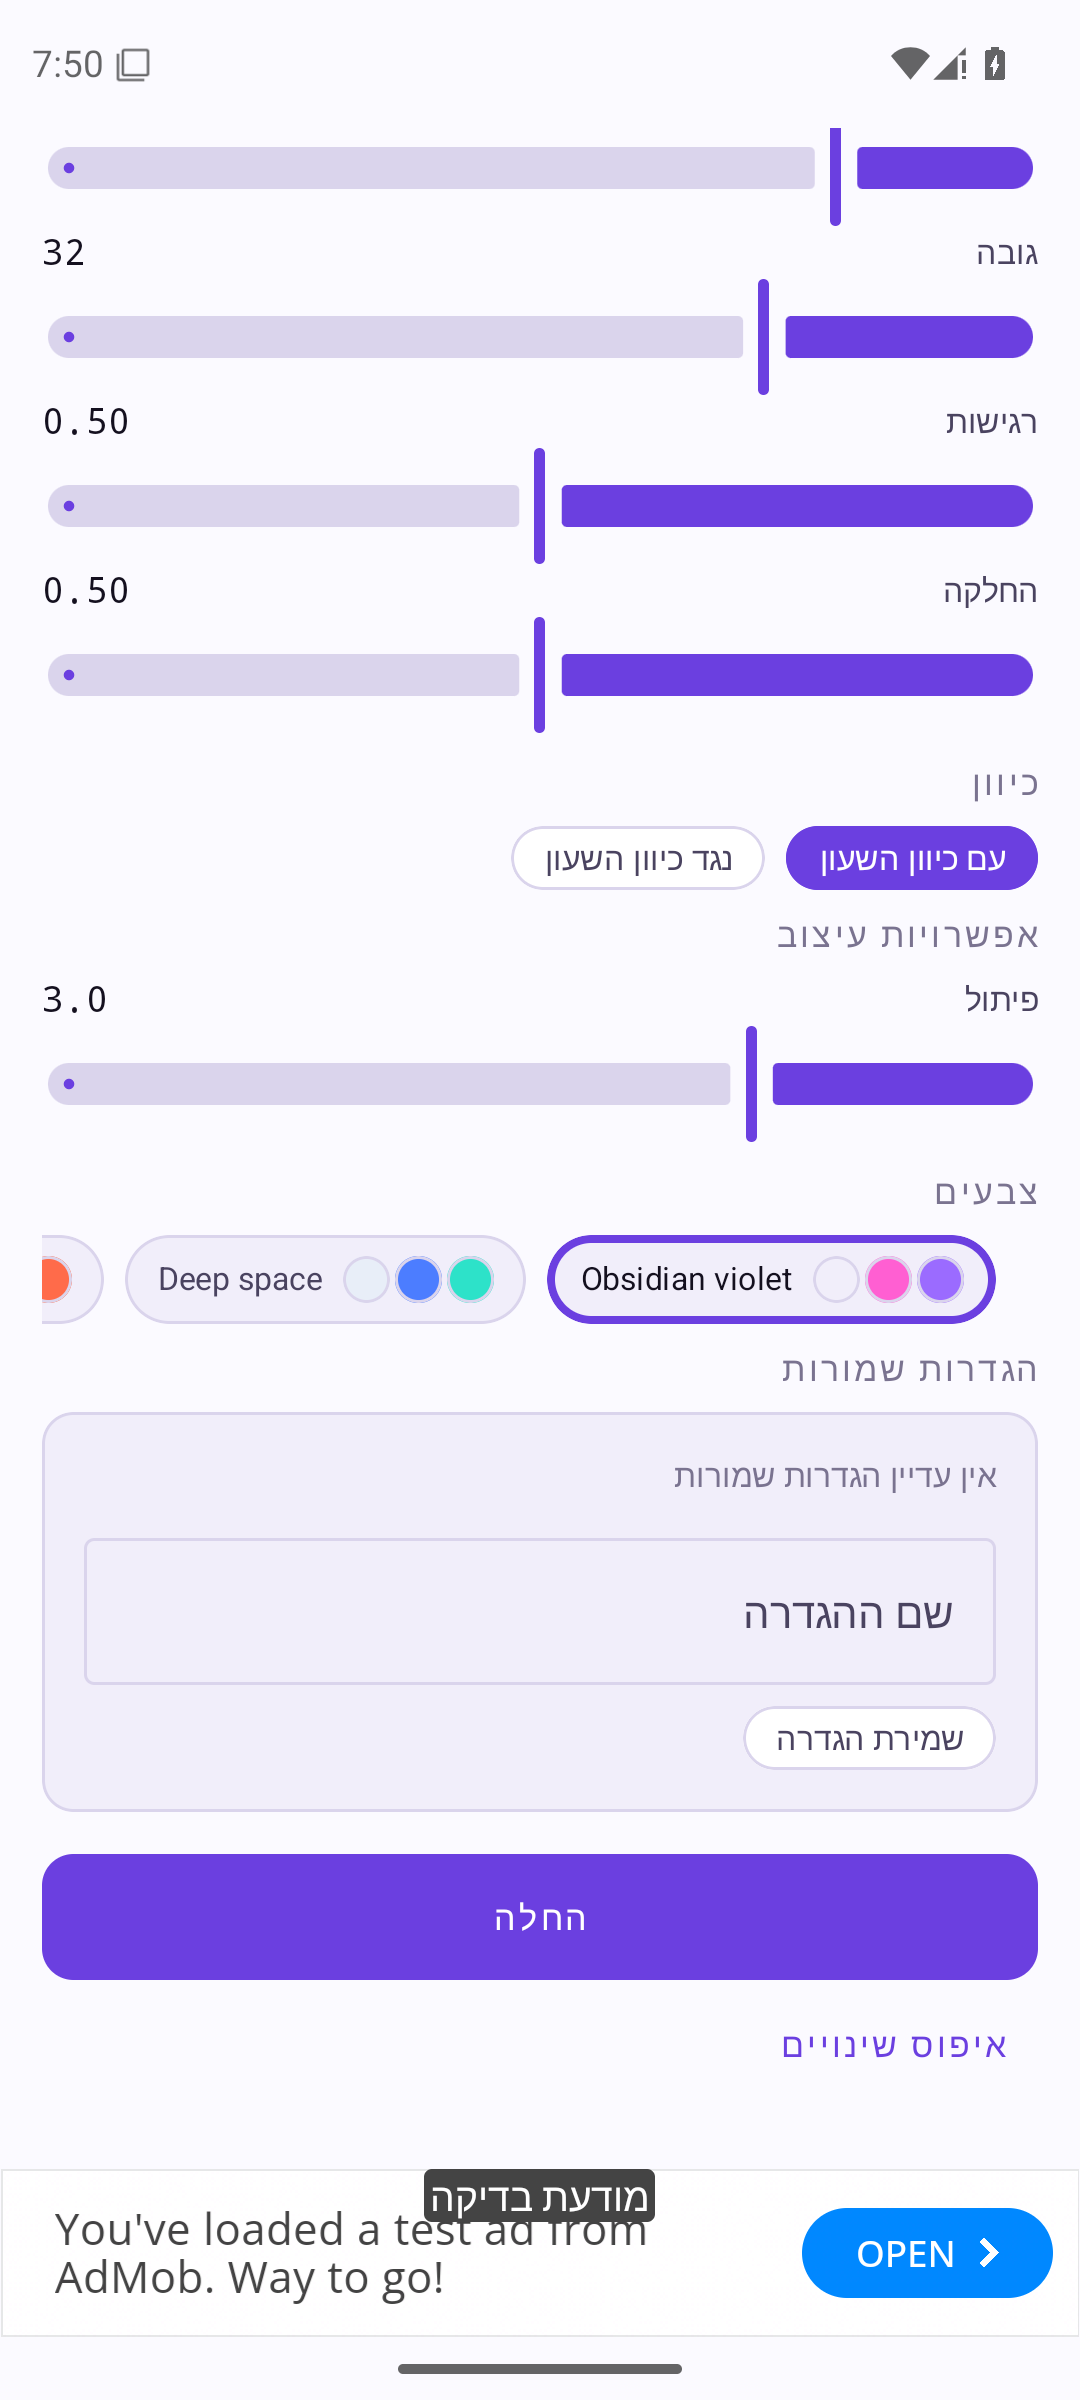 7:50
גובה 32
רגישות 0.50
החלקה 0.50
כיוון
עם כיוון השעון נגד כיוון השעון
אפשרויות עיצוב
פיתול 3.0
צבעים
Obsidian violet Deep space
הגדרות שמורות
אין עדיין הגדרות שמורות
שם ההגדרה
שמירת הגדרה
החלה
איפוס שינויים
מודעת בדיקה
You've loaded a test ad from
AdMob. Way to go!
OPEN